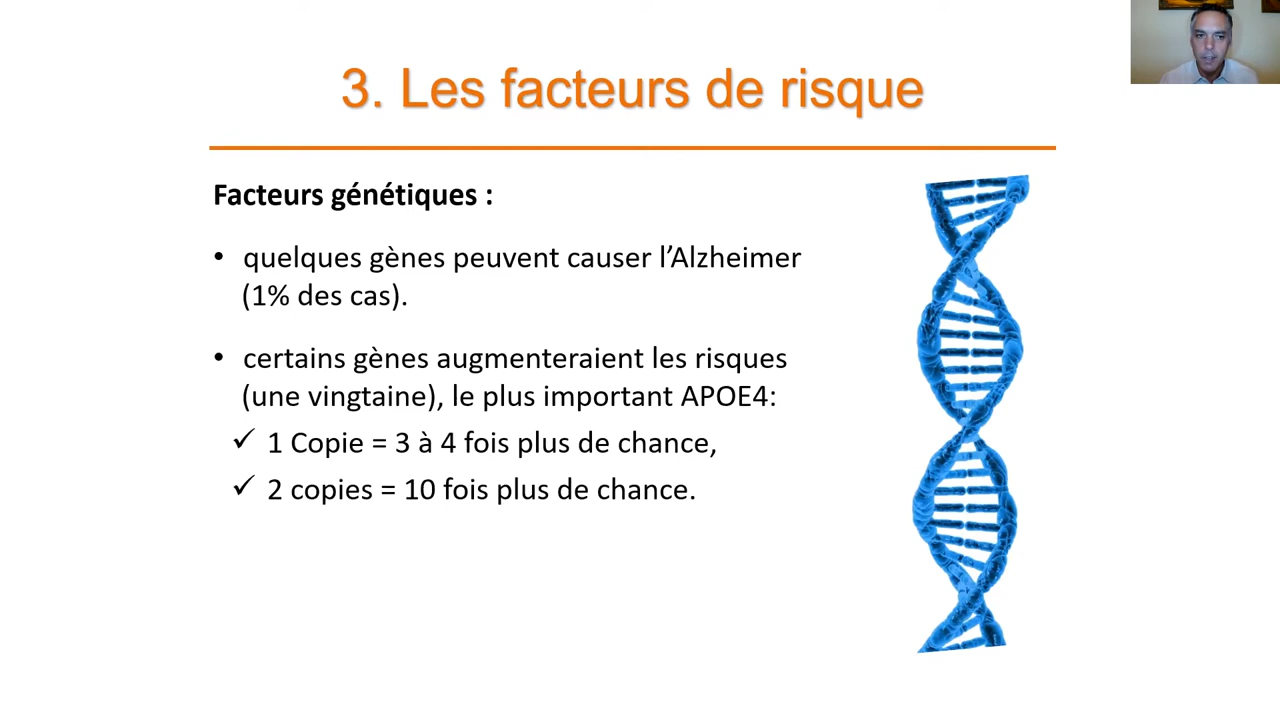 3. Les facteurs de risque
Facteurs génétiques :
• quelques gènes peuvent causer l’Alzheimer
(1% des cas).
• certains gènes augmenteraient les risques
(une vingtaine), le plus important APOE4:
✓ 1 Copie = 3 à 4 fois plus de chance,
✓ 2 copies = 10 fois plus de chance.